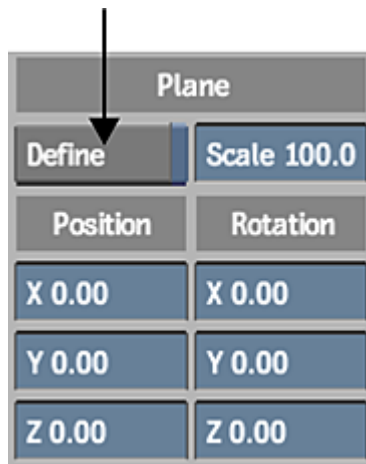 Plane
Define Scale 100.0
Position Rotation
X 0.00 X 0.00
Y 0.00 Y 0.00
Z 0.00 Z 0.00